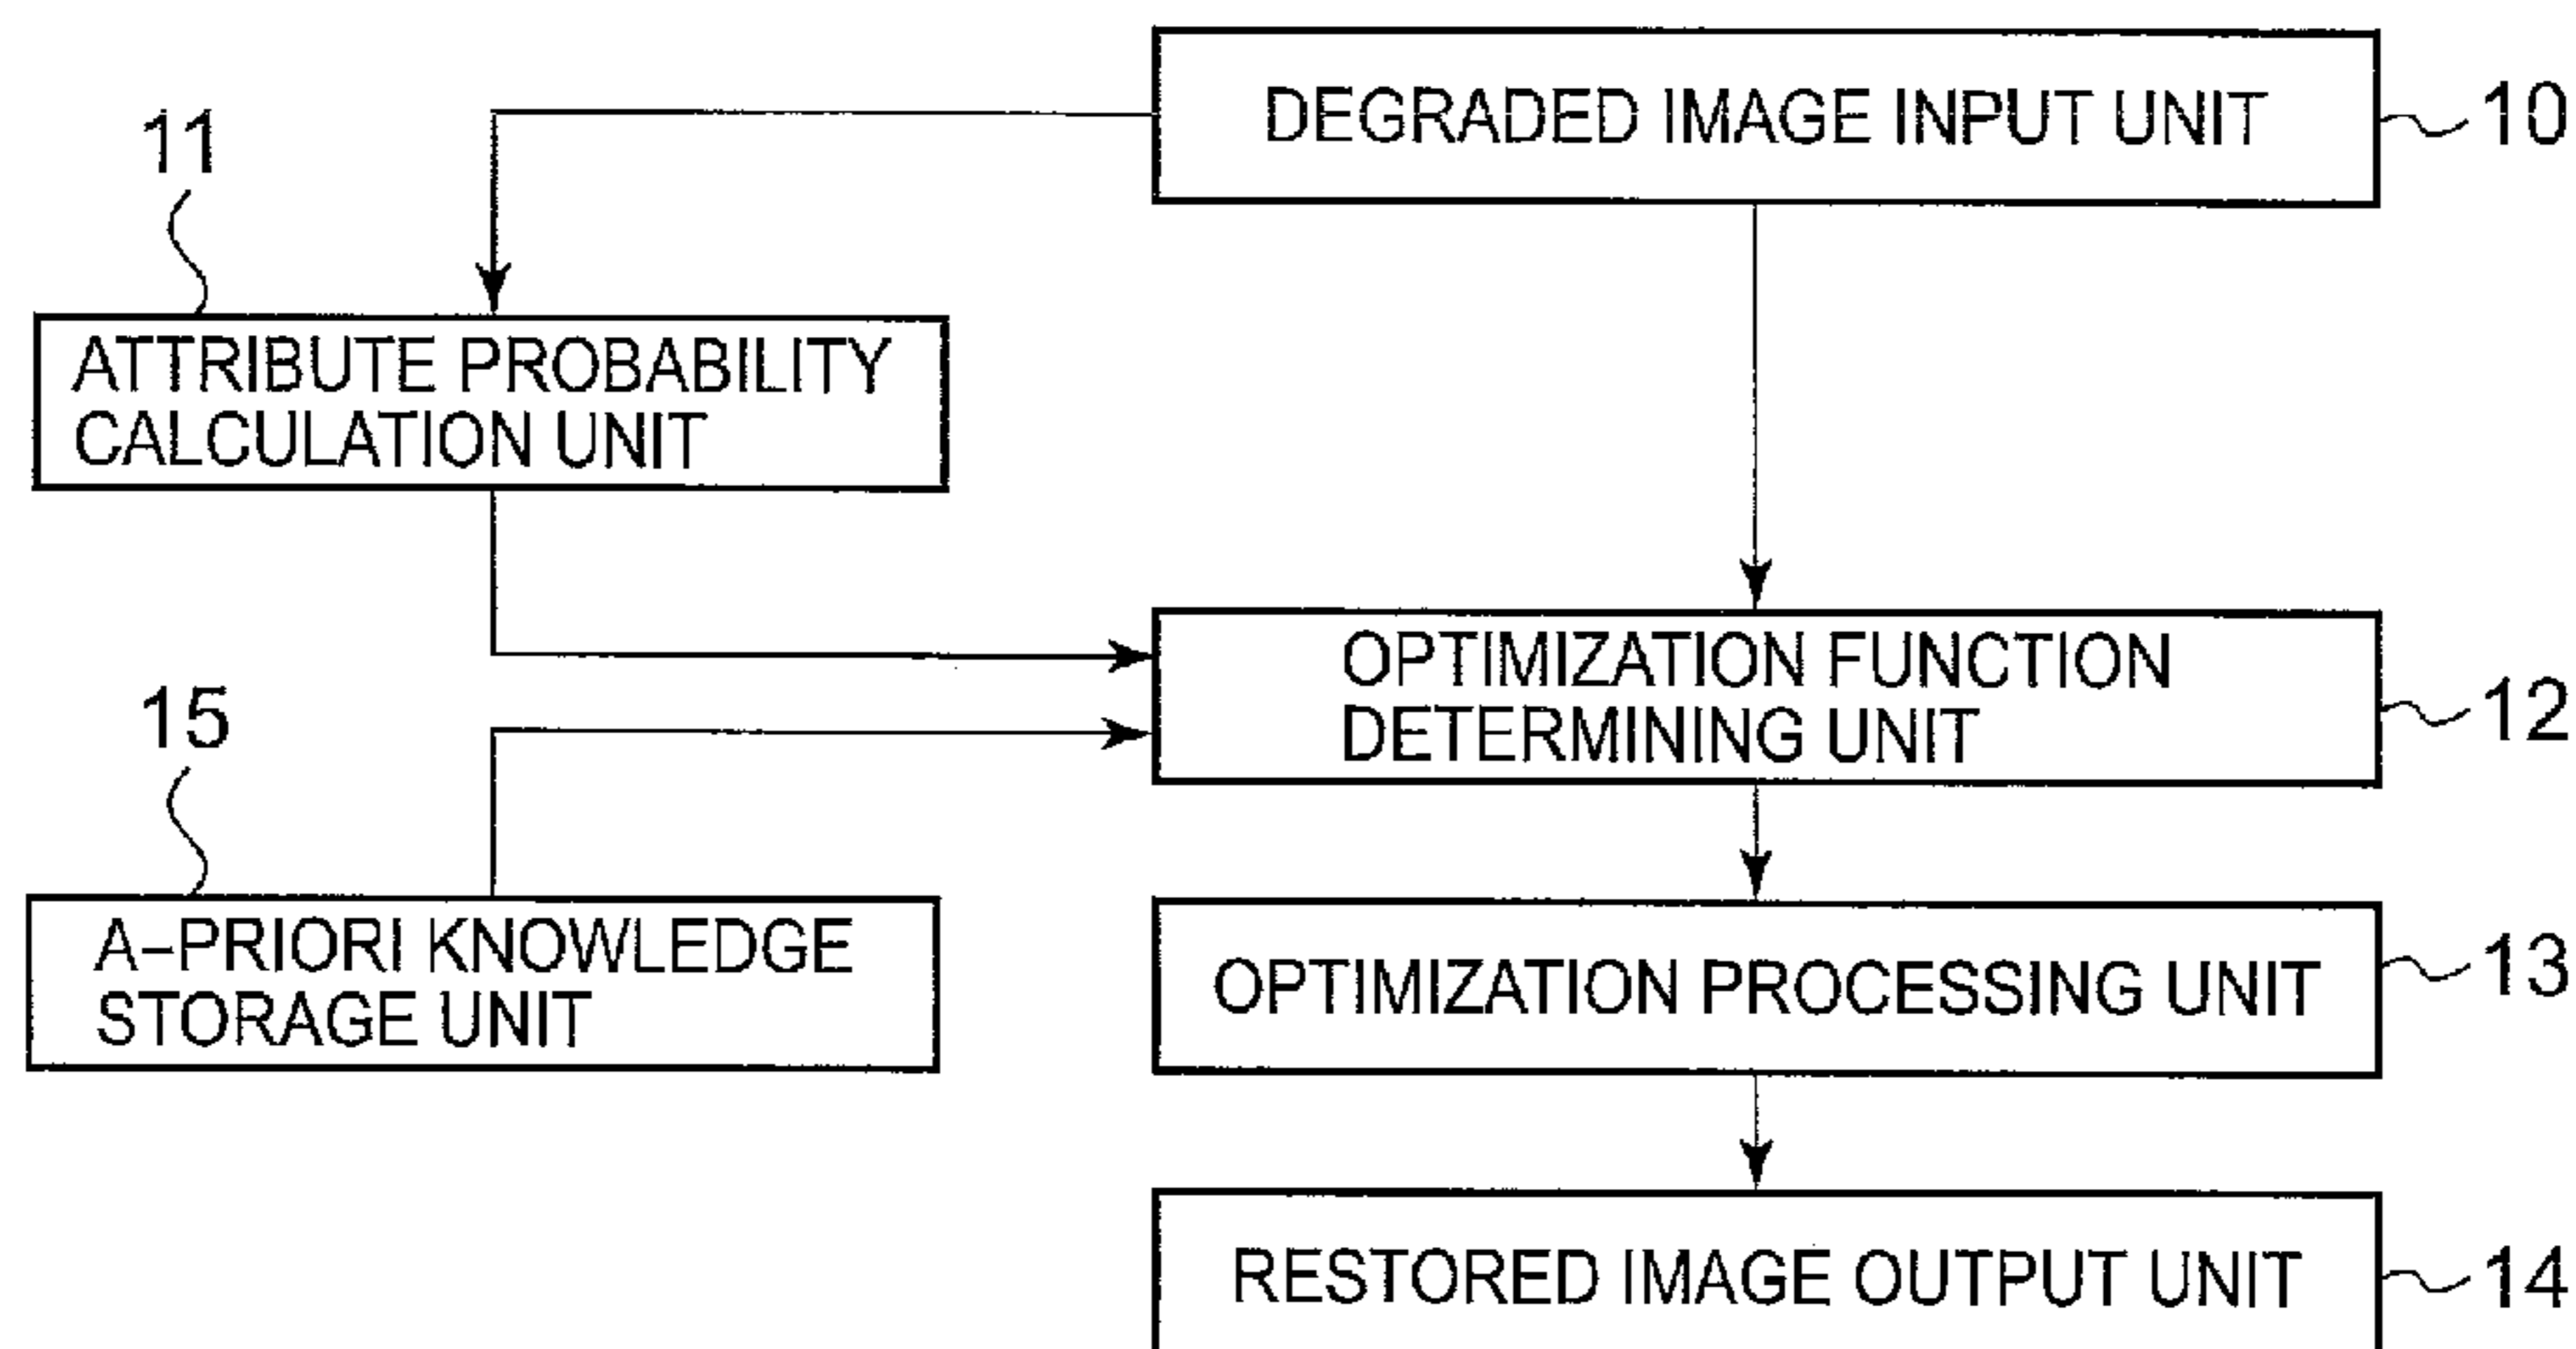 DEGRADED IMAGE INPUT UNIT
10
11
ATTRIBUTE PROBABILITY
CALCULATION UNIT
OPTIMIZATION FUNCTION
DETERMINING UNIT
12
15
A-PRIORI KNOWLEDGE
STORAGE UNIT
OPTIMIZATION PROCESSING UNIT
13
RESTORED IMAGE OUTPUT UNIT
14